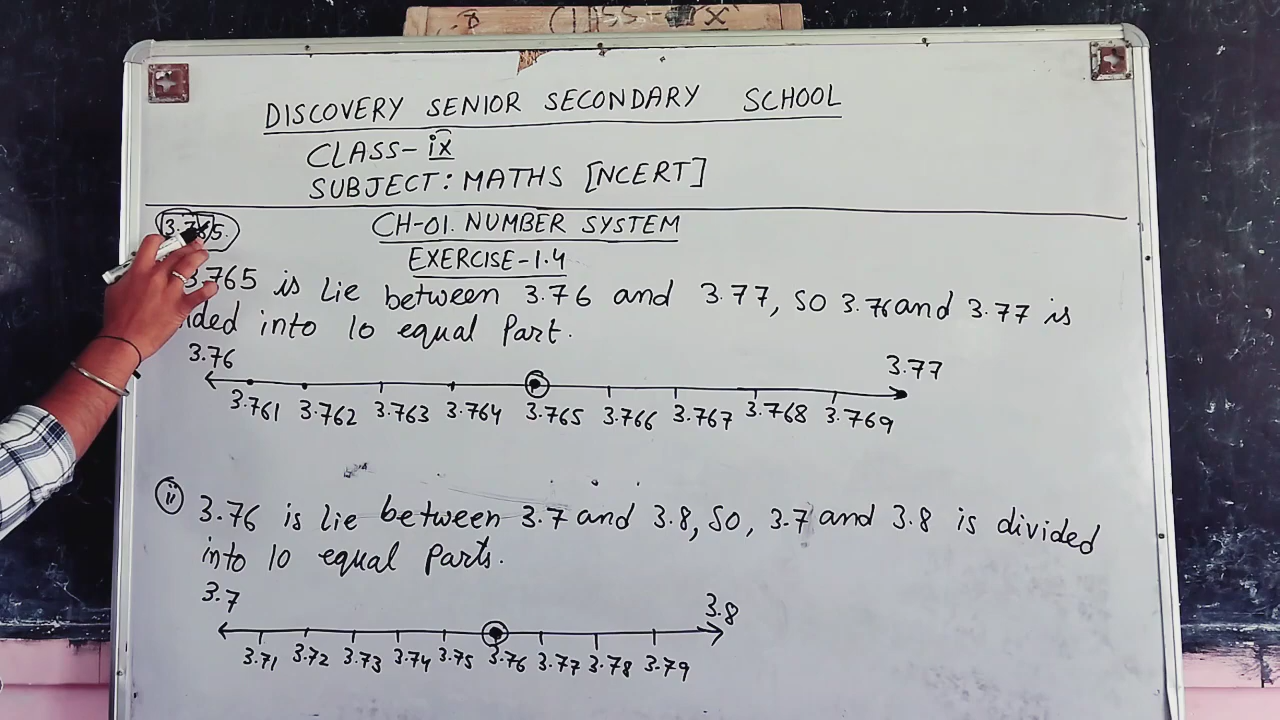 CLASS - IX
DISCOVERY SENIOR SECONDARY SCHOOL
CLASS- ix
SUBJECT: MATHS [NCERT]
3.765.
CH-01. NUMBER SYSTEM
EXERCISE-1.4
3.765 is Lie between 3.76 and 3.77, so 3.76 and 3.77 is
into 10 equal Part.
3.76
3.77
3.761 3.762 3.763 3.764 3.765 3.766 3.767 3.768 3.769
ii 3.76 is lie between 3.7 and 3.8, So, 3.7 and 3.8 is divided
into 10 equal Parts.
3.7
3.8
3.71 3.72 3.73 3.74 3.75 3.76 3.77 3.78 3.79